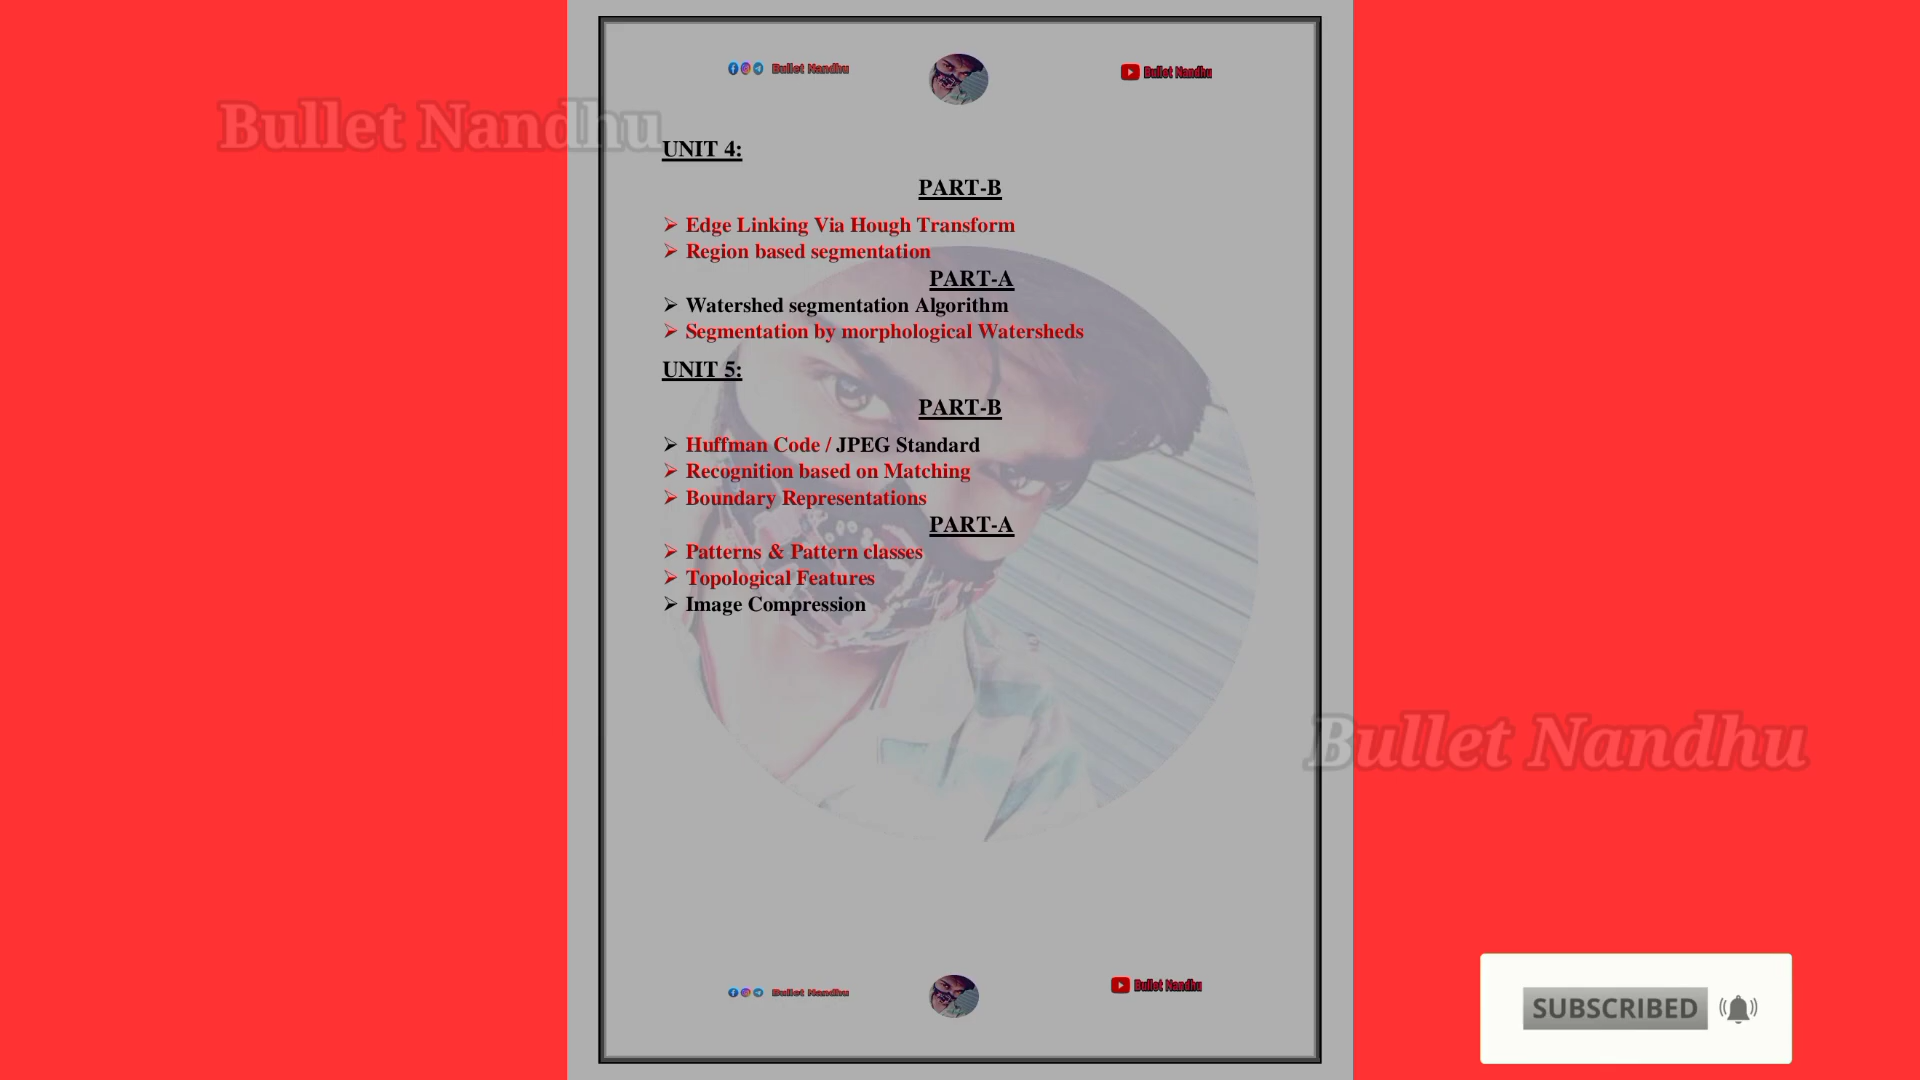 Bullet Nandhu
Bullet Nandhu
Bullet Nandhu
UNIT 4:
PART-B
➢ Edge Linking Via Hough Transform
➢ Region based segmentation
PART-A
➢ Watershed segmentation Algorithm
➢ Segmentation by morphological Watersheds
UNIT 5:
PART-B
➢ Huffman Code / JPEG Standard
➢ Recognition based on Matching
➢ Boundary Representations
PART-A
➢ Patterns & Pattern classes
➢ Topological Features
➢ Image Compression
Bullet Nandhu
Bullet Nandhu
Bullet Nandhu
SUBSCRIBED